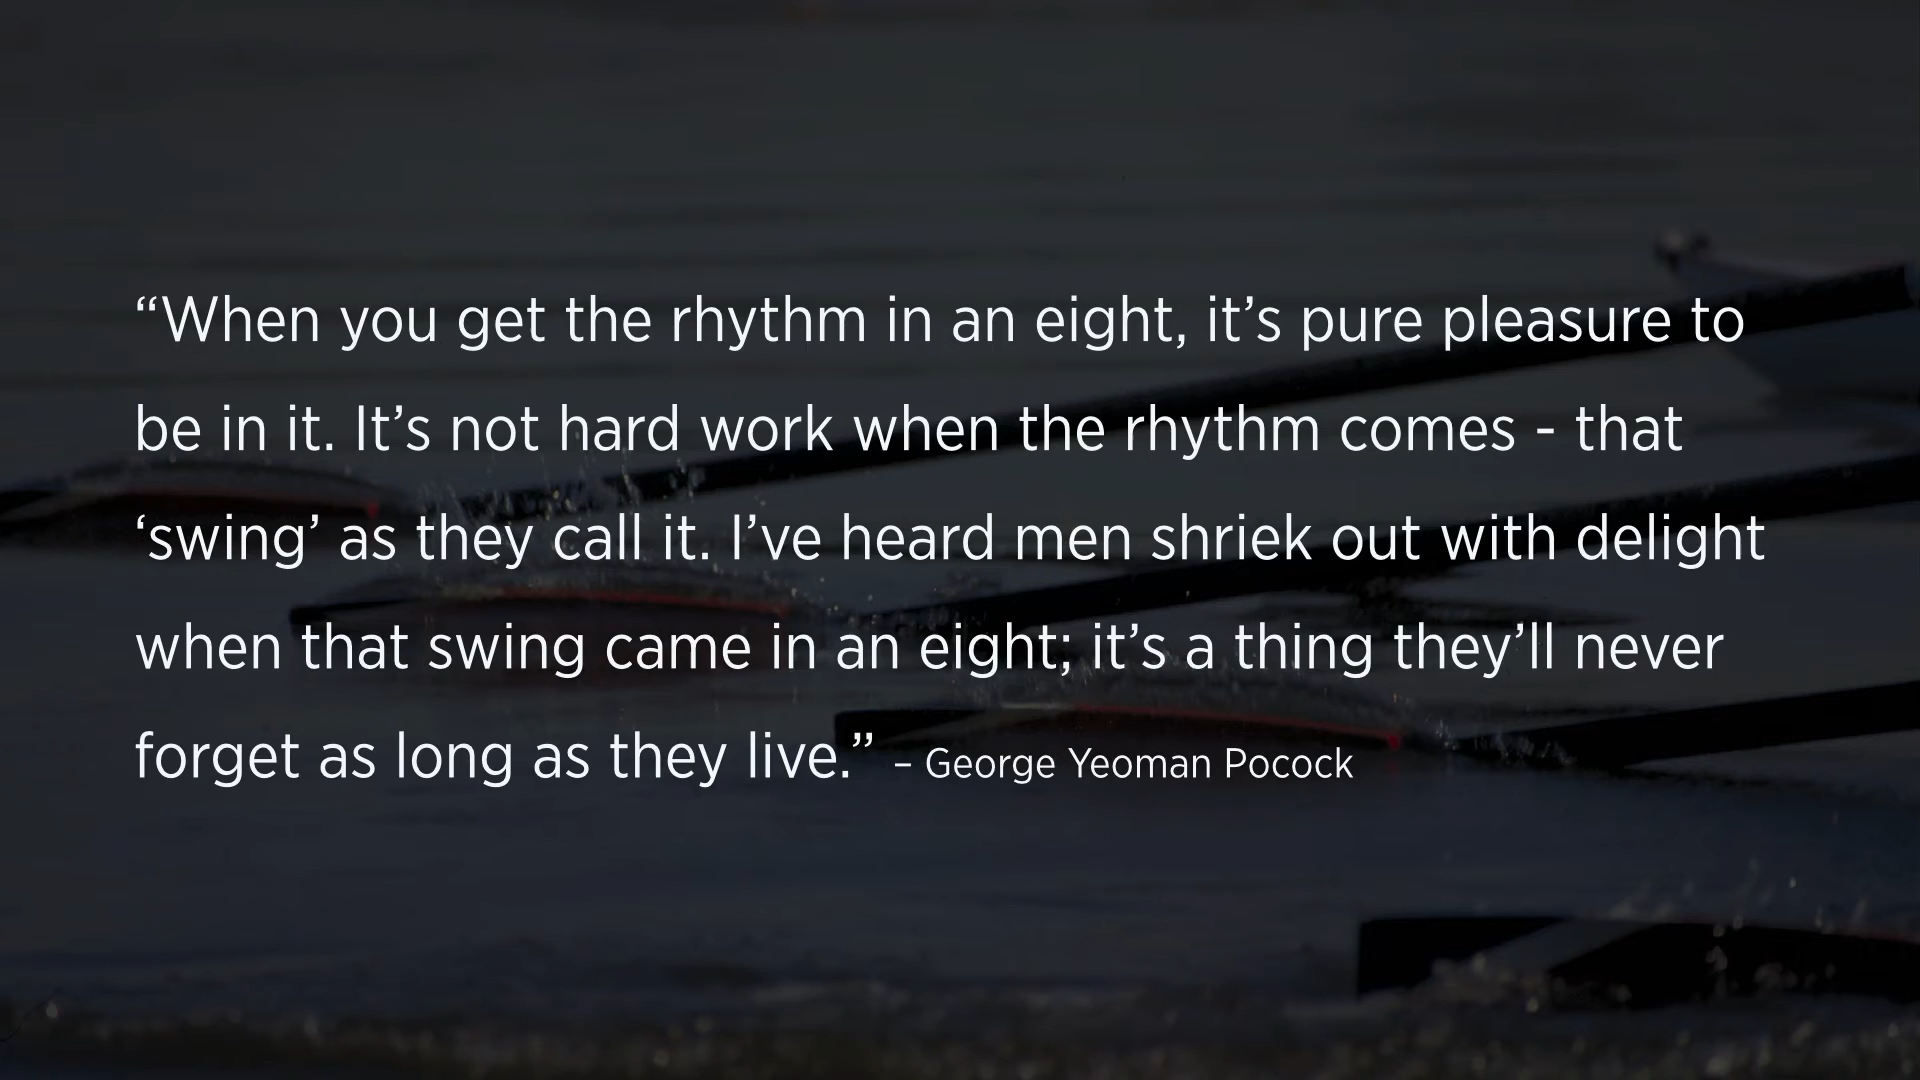 “When you get the rhythm in an eight, it’s pure pleasure to
be in it. It’s not hard work when the rhythm comes - that
‘swing’ as they call it. I’ve heard men shriek out with delight
when that swing came in an eight; it’s a thing they’ll never
forget as long as they live.” – George Yeoman Pocock